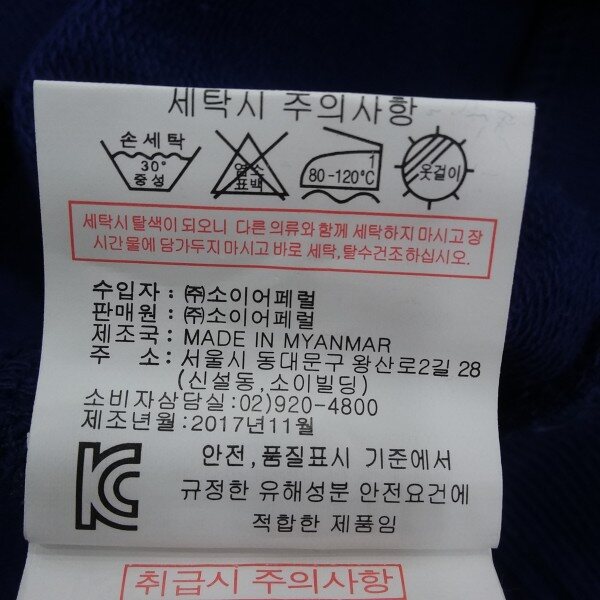 세탁시 주의사항
손세탁
30°
중성
염소
표백
1
80-120°C
옷걸이
세탁시 탈색이 되오니 다른 의류와 함께 세탁하지 마시고 장
시간 물에 담가두지 마시고 바로 세탁,탈수건조하십시오.
수입자 : ㈜소이어페럴
판매원 : ㈜소이어페럴
제조국 : MADE IN MYANMAR
주 소 : 서울시 동대문구 왕산로2길 28
(신설동,소이빌딩)
소비자상담실:02)920-4800
제조년월:2017년11월
안전,품질표시 기준에서
규정한 유해성분 안전요건에
적합한 제품임
취급시 주의사항